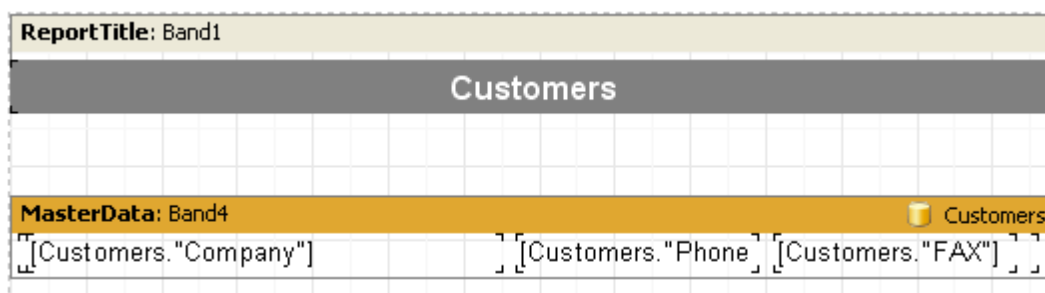 ReportTitle: Band1
Customers
MasterData: Band4 Customers
[Customers."Company"] [Customers."Phone [Customers."FAX"]